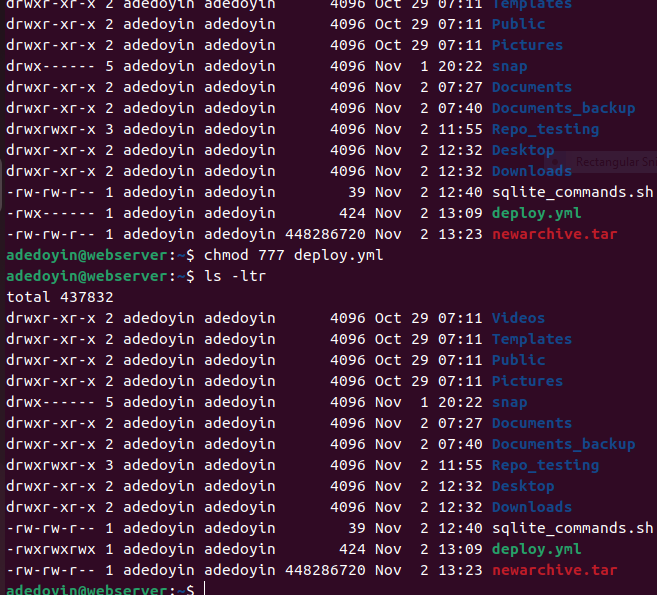 drwxr-xr-x 2 adedoyin adedoyin      4096 Oct 29 07:11 Templates
drwxr-xr-x 2 adedoyin adedoyin      4096 Oct 29 07:11 Public
drwxr-xr-x 2 adedoyin adedoyin      4096 Oct 29 07:11 Pictures
drwx------ 5 adedoyin adedoyin      4096 Nov  1 20:22 snap
drwxr-xr-x 2 adedoyin adedoyin      4096 Nov  2 07:27 Documents
drwxr-xr-x 2 adedoyin adedoyin      4096 Nov  2 07:40 Documents_backup
drwxrwxr-x 3 adedoyin adedoyin      4096 Nov  2 11:55 Repo_testing
drwxr-xr-x 2 adedoyin adedoyin      4096 Nov  2 12:32 Desktop
Rectangular Sn
drwxr-xr-x 2 adedoyin adedoyin      4096 Nov  2 12:32 Downloads
-rw-rw-r-- 1 adedoyin adedoyin        39 Nov  2 12:40 sqlite_commands.sh
-rwx------ 1 adedoyin adedoyin       424 Nov  2 13:09 deploy.yml
-rw-rw-r-- 1 adedoyin adedoyin 448286720 Nov  2 13:23 newarchive.tar
adedoyin@webserver:~$ chmod 777 deploy.yml
adedoyin@webserver:~$ ls -ltr
total 437832
drwxr-xr-x 2 adedoyin adedoyin      4096 Oct 29 07:11 Videos
drwxr-xr-x 2 adedoyin adedoyin      4096 Oct 29 07:11 Templates
drwxr-xr-x 2 adedoyin adedoyin      4096 Oct 29 07:11 Public
drwxr-xr-x 2 adedoyin adedoyin      4096 Oct 29 07:11 Pictures
drwx------ 5 adedoyin adedoyin      4096 Nov  1 20:22 snap
drwxr-xr-x 2 adedoyin adedoyin      4096 Nov  2 07:27 Documents
drwxr-xr-x 2 adedoyin adedoyin      4096 Nov  2 07:40 Documents_backup
drwxrwxr-x 3 adedoyin adedoyin      4096 Nov  2 11:55 Repo_testing
drwxr-xr-x 2 adedoyin adedoyin      4096 Nov  2 12:32 Desktop
drwxr-xr-x 2 adedoyin adedoyin      4096 Nov  2 12:32 Downloads
-rw-rw-r-- 1 adedoyin adedoyin        39 Nov  2 12:40 sqlite_commands.sh
-rwxrwxrwx 1 adedoyin adedoyin       424 Nov  2 13:09 deploy.yml
-rw-rw-r-- 1 adedoyin adedoyin 448286720 Nov  2 13:23 newarchive.tar
adedoyin@webserver:~$